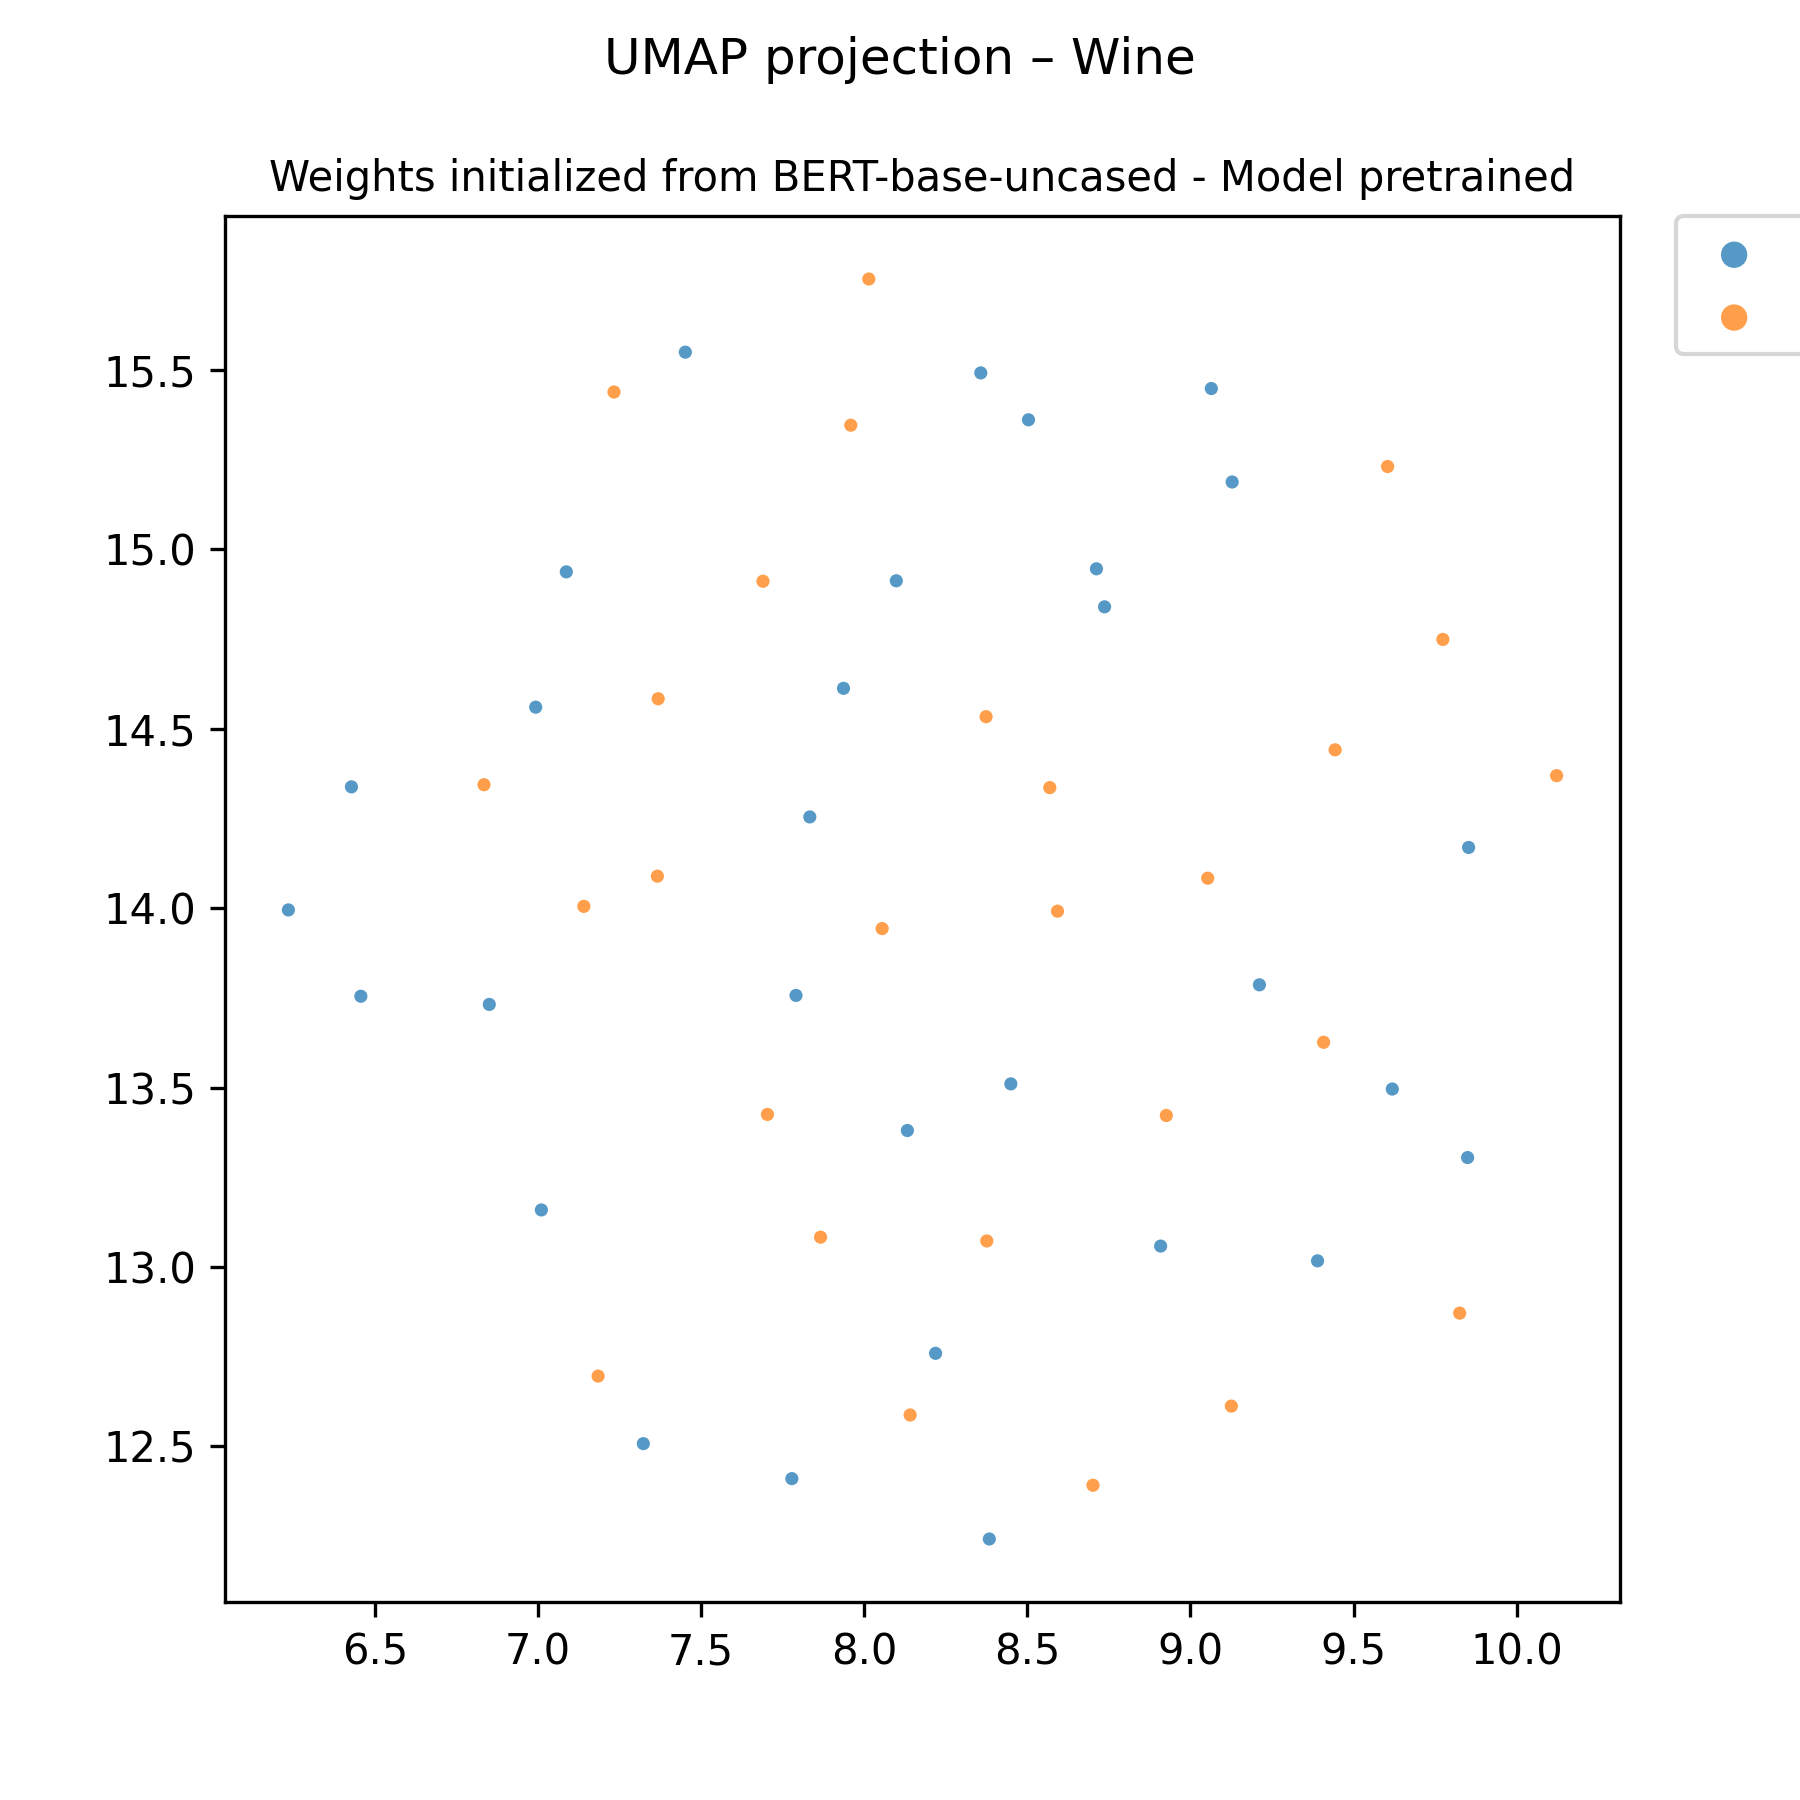 UMAP projection – Wine
Weights initialized from BERT-base-uncased - Model pretrained
15.5
15.0
14.5
14.0
13.5
13.0
12.5
6.5 7.0 7.5 8.0 8.5 9.0 9.5 10.0